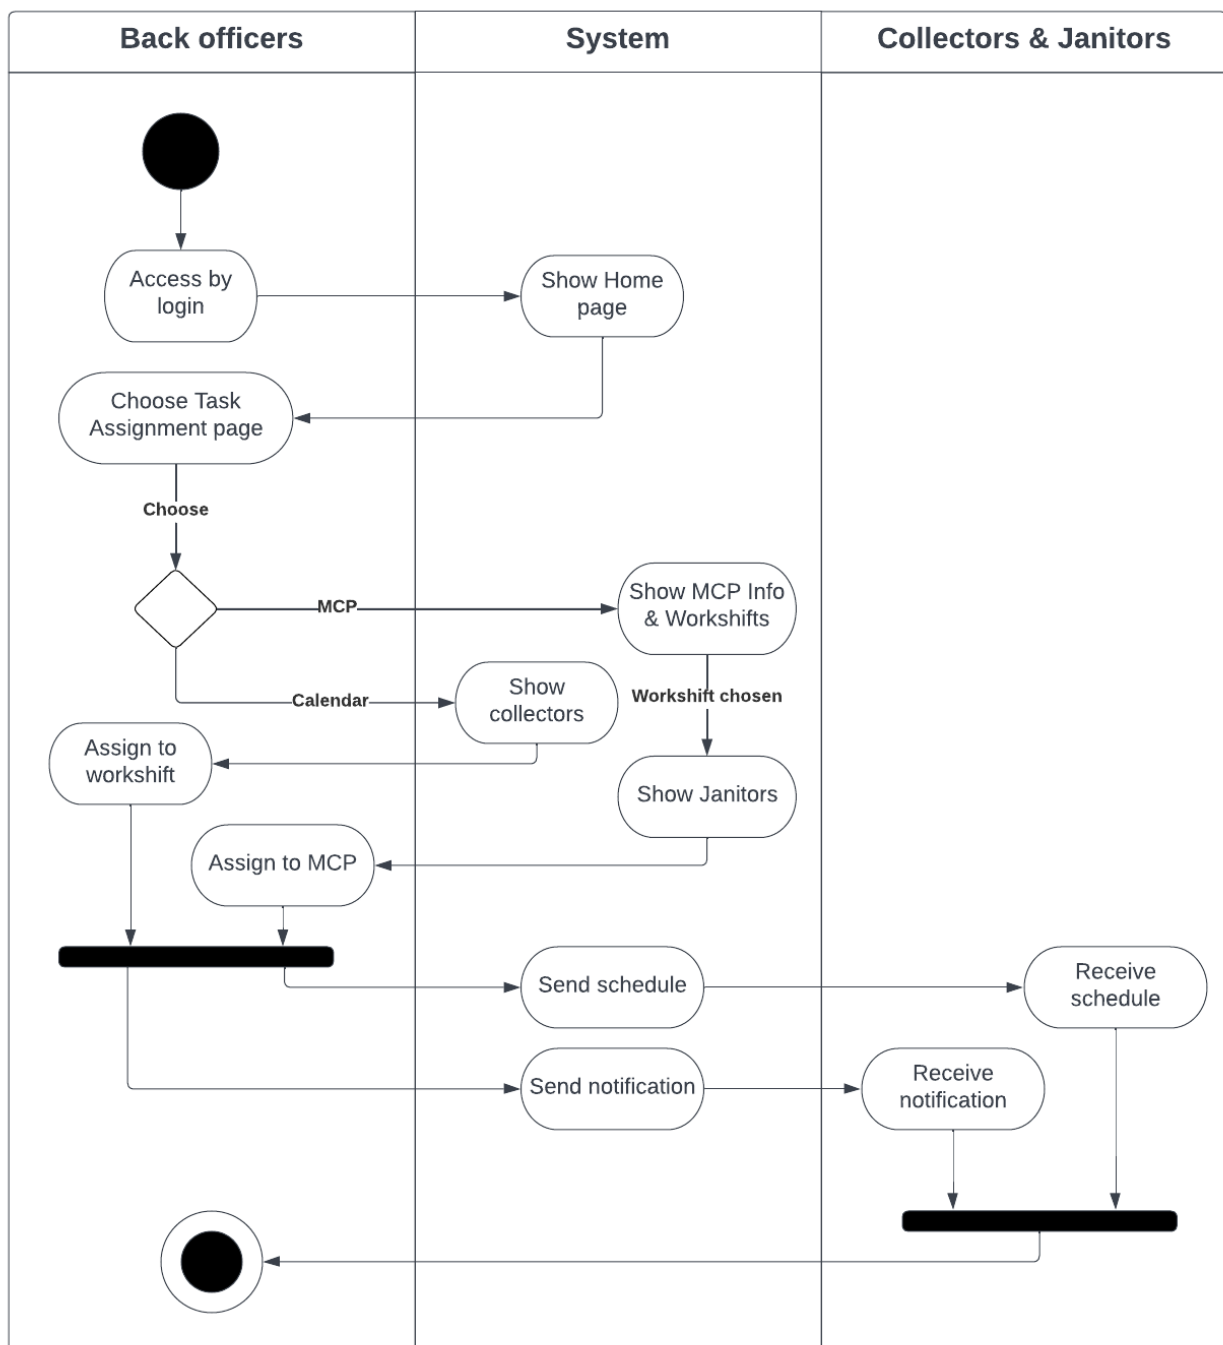 Back officers
System
Collectors & Janitors
Access by
login
Show Home
page
Choose Task
Assignment page
Choose
MCP
Show MCP Info
& Workshifts
Calendar
Show
collectors
Workshift chosen
Assign to
workshift
Show Janitors
Assign to MCP
Send schedule
Receive
schedule
Send notification
Receive
notification